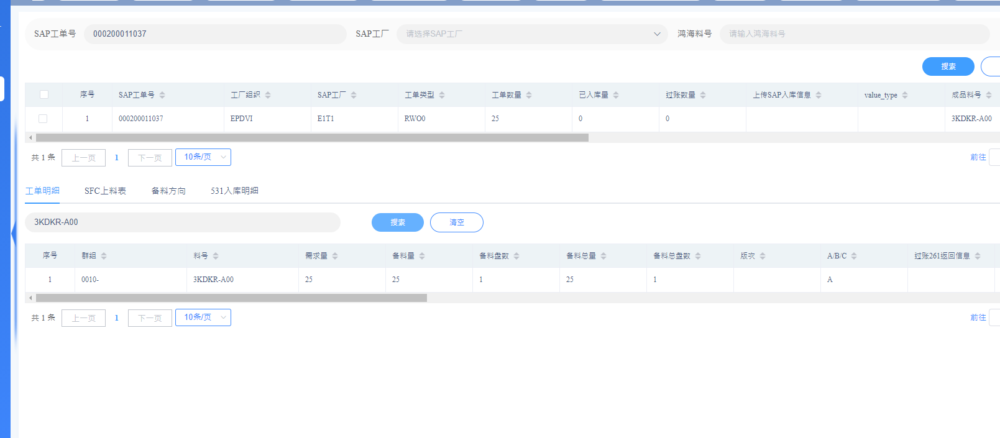 SAP工单号 000200011037 SAP工厂 请选择SAP工厂 鸿海料号 请输入鸿海料号
搜索
序号 SAP工单号 工厂组织 SAP工厂 工单类型 工单数量 已入库量 过账数量 上传SAP入库信息 value_type 成品料号
1 000200011037 EPDVI E1T1 RWO0 25 0 0 3KDKR-A00
共 1 条 上一页 1 下一页 10条/页 前往
工单明细 SFC上料表 备料方向 531入库明细
3KDKR-A00 搜索 清空
序号 群组 料号 需求量 备料量 备料盘数 备料总量 备料总盘数 版次 A/B/C 过账261返回信息
1 0010- 3KDKR-A00 25 25 1 25 1 A
共 1 条 上一页 1 下一页 10条/页 前往